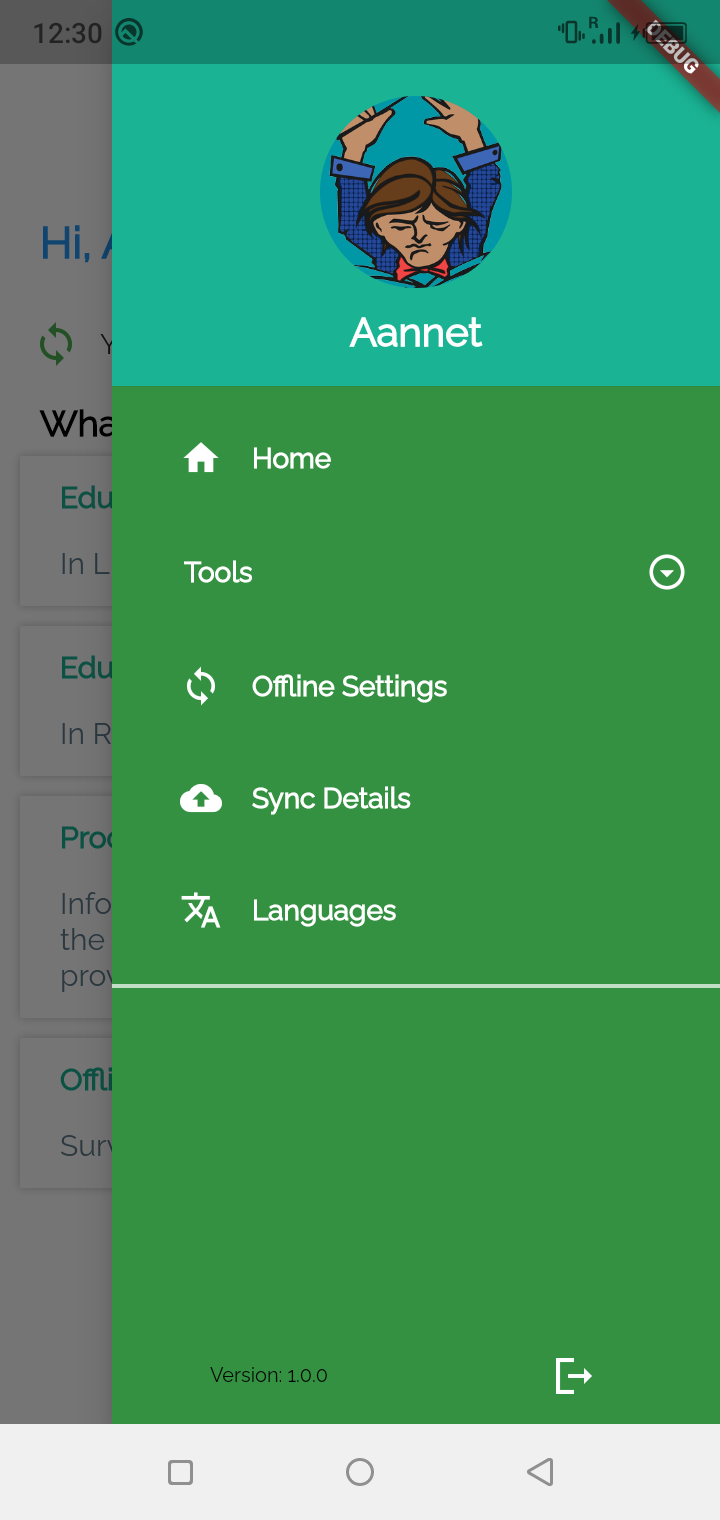 12:30
R
DEBUG
Aannet
Home
Tools
Offline Settings
Sync Details
Languages
Version: 1.0.0
Hi, A
Y
Wha
Edu
In L
Edu
In R
Proc
Info
the
prov
Offli
Surv